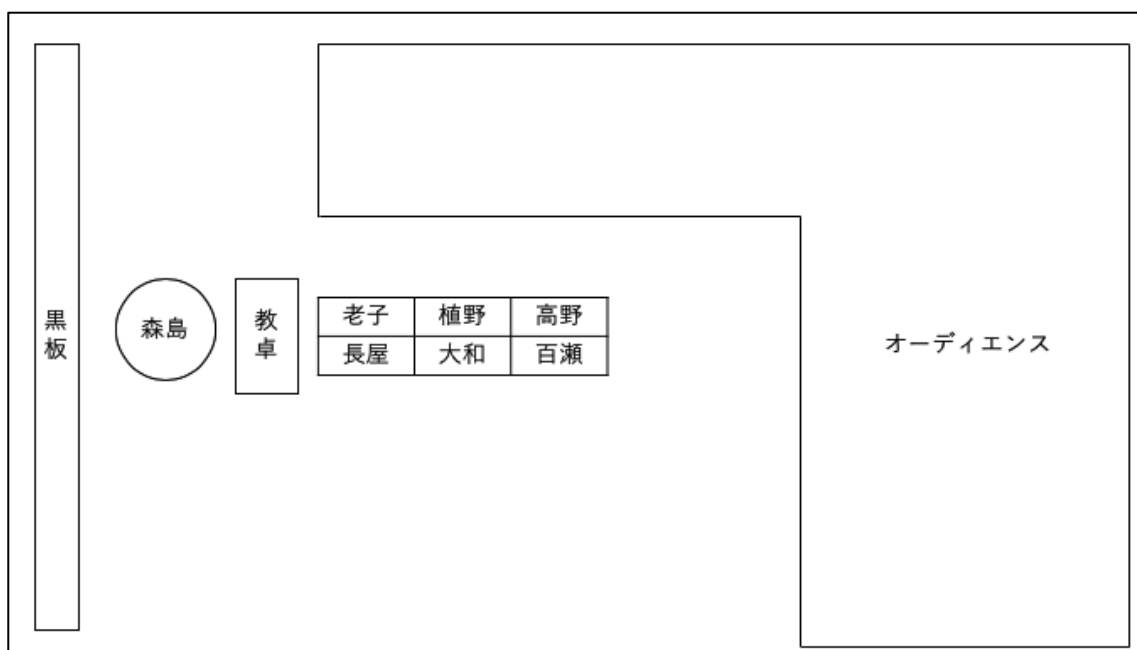 黒板
森島
教卓
老子 植野 高野
長屋 大和 百瀬
オーディエンス